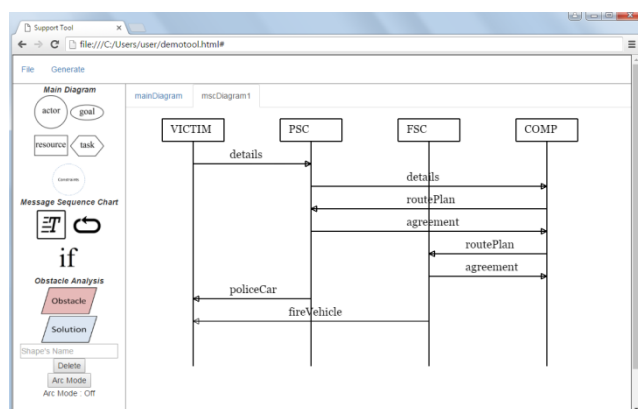 Support Tool
file:///C:/Users/user/demotool.html#
File Generate
Main Diagram
actor goal
resource task
Constraints
Message Sequence Chart
T
if
Obstacle Analysis
Obstacle
Solution
Shape's Name
Delete
Arc Mode
Arc Mode : Off
mainDiagram mscDiagram1
VICTIM PSC FSC COMP
details
details
routePlan
agreement
routePlan
agreement
policeCar
fireVehicle